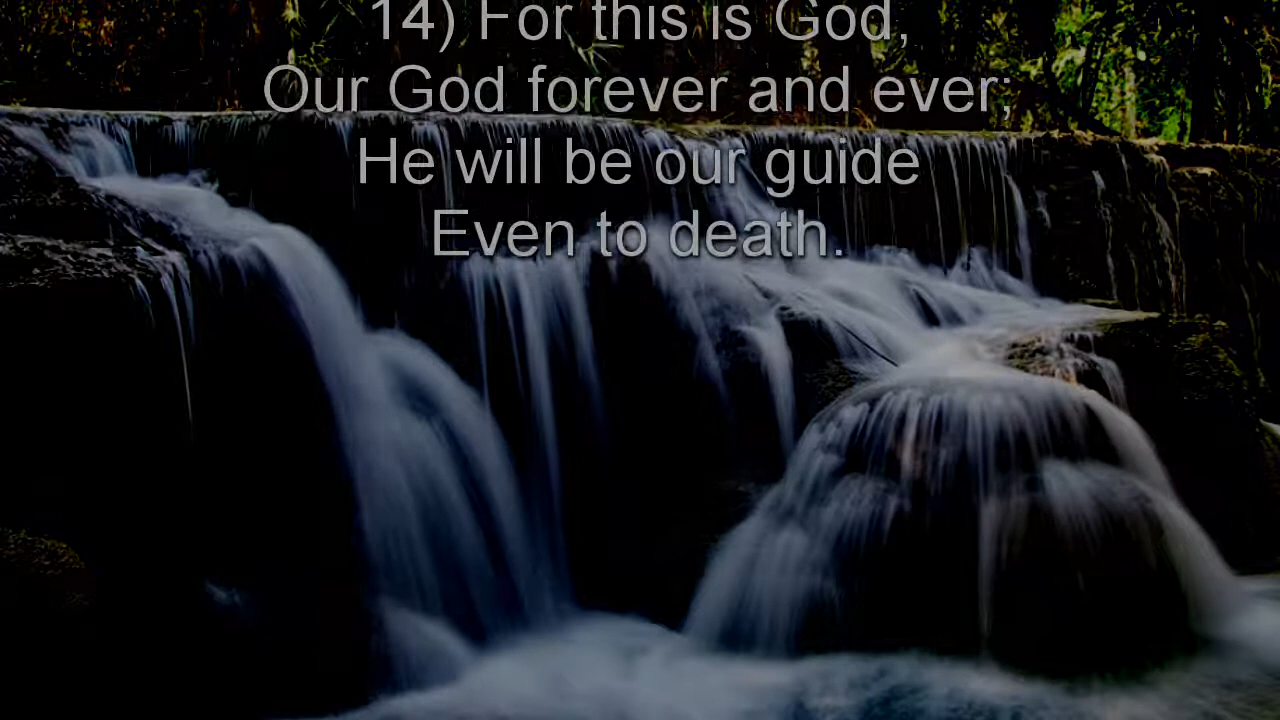 14) For this is God,
Our God forever and ever;
He will be our guide
Even to death.